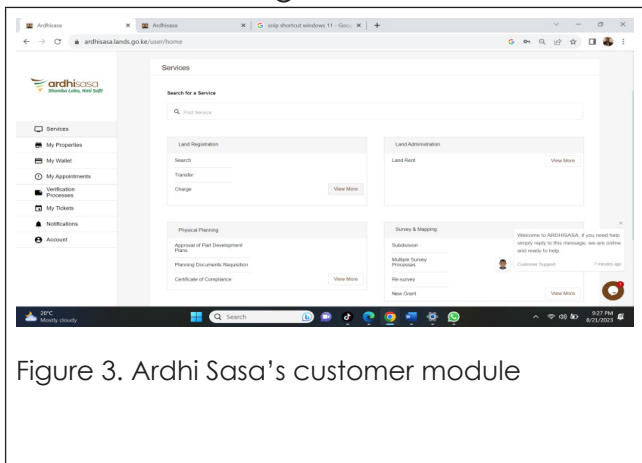 Ardhisasa
Ardhisasa
snip shortcut windows 11 - Goog
ardhisasa.lands.go.ke/user/home
ardhisasa
Shamba Lako, Haki Safi!
Services
My Properties
My Wallet
My Appointments
Verification
Processes
My Tickets
Notifications
Account
Services
Search for a Service
Find Service
Land Registration
Search
Transfer
Charge
View More
Land Administration
Land Rent
View More
Physical Planning
Approval of Part Development
Plans
Planning Documents Requisition
Certificate of Compliance
View More
Survey & Mapping
Subdivision
Multiple Survey
Processes
Re-survey
New Grant
View More
Welcome to ARDHISASA, if you need help
simply reply to this message, we are online
and ready to help.
Customer Support
7 minutes ago
20°C
Mostly cloudy
Search
9:27 PM
8/21/2023
Figure 3. Ardhi Sasa’s customer module